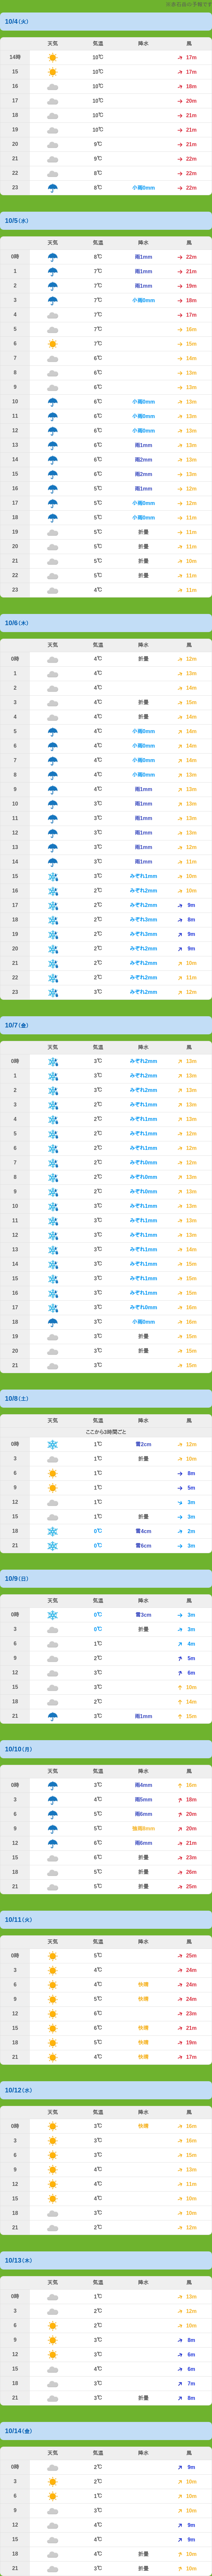 の予報です
10/4(火)
天気 気温 降水 風
14時 10℃ 17m
15 10℃ 17m
16 10℃ 18m
17 10℃ 20m
18 10℃ 21m
19 10℃ 21m
20 9℃ 21m
21 9℃ 22m
22 8℃ 22m
23 8℃ 小雨0mm 22m
10/5(水)
天気 気温 降水 風
0時 8℃ 雨1mm 22m
1 7℃ 雨1mm 21m
2 7℃ 雨1mm 19m
3 7℃ 小雨0mm 18m
4 7℃ 17m
5 7℃ 16m
6 7℃ 15m
7 6℃ 14m
8 6℃ 13m
9 6℃ 13m
10 6℃ 小雨0mm 13m
11 6℃ 小雨0mm 13m
12 6℃ 小雨0mm 13m
13 6℃ 雨1mm 13m
14 6℃ 雨2mm 13m
15 6℃ 雨2mm 13m
16 5℃ 雨1mm 12m
17 5℃ 小雨0mm 12m
18 5℃ 小雨0mm 11m
19 5℃ 11m
20 5℃ 11m
21 5℃ 10m
22 5℃ 11m
23 4℃ 11m
10/6(木)
天気 気温 降水 風
0時 4℃ 12m
1 4℃ 13m
2 4℃ 14m
3 4℃ 15m
4 4℃ 14m
5 4℃ 小雨0mm 14m
6 4℃ 小雨0mm 14m
7 4℃ 小雨0mm 14m
8 4℃ 小雨0mm 13m
9 4℃ 雨1mm 13m
10 3℃ 雨1mm 13m
11 3℃ 雨1mm 13m
12 3℃ 雨1mm 13m
13 3℃ 雨1mm 12m
14 3℃ 雨1mm 11m
15 3℃ みぞれ1mm 10m
16 2℃ みぞれ2mm 10m
17 2℃ みぞれ2mm 9m
18 2℃ みぞれ3mm 8m
19 2℃ みぞれ3mm 9m
20 2℃ みぞれ2mm 9m
21 2℃ みぞれ2mm 10m
22 2℃ みぞれ2mm 11m
23 3℃ みぞれ2mm 12m
10/7(金)
天気 気温 降水 風
0時 3℃ みぞれ2mm 13m
1 3℃ みぞれ2mm 13m
2 3℃ みぞれ2mm 13m
3 2℃ みぞれ1mm 13m
4 2℃ みぞれ1mm 13m
5 2℃ みぞれ1mm 12m
6 2℃ みぞれ1mm 12m
7 2℃ みぞれ0mm 12m
8 2℃ みぞれ0mm 13m
9 2℃ みぞれ0mm 13m
10 3℃ みぞれ1mm 13m
11 3℃ みぞれ1mm 13m
12 3℃ みぞれ1mm 13m
13 3℃ みぞれ1mm 14m
14 3℃ みぞれ1mm 15m
15 3℃ みぞれ1mm 15m
16 3℃ みぞれ1mm 15m
17 3℃ みぞれ0mm 16m
18 3℃ 小雨0mm 16m
19 3℃ 15m
20 3℃ 15m
21 3℃ 15m
10/8(土)
天気 気温 降水 風
ここから3時間ごと
0時 1℃ 雪2cm 12m
3 1℃ 10m
6 1℃ 8m
9 1℃ 5m
12 1℃ 3m
15 1℃ 3m
18 0℃ 雪4cm 2m
21 0℃ 雪6cm 3m
10/9(日)
天気 気温 降水 風
0時 0℃ 雪3cm 3m
3 0℃ 3m
6 1℃ 4m
9 2℃ 5m
12 3℃ 6m
15 3℃ 10m
18 2℃ 14m
21 3℃ 雨1mm 15m
10/10(月)
天気 気温 降水 風
0時 3℃ 雨4mm 16m
3 4℃ 雨5mm 18m
6 5℃ 雨6mm 20m
9 5℃ 強雨8mm 20m
12 6℃ 雨6mm 21m
15 6℃ 23m
18 5℃ 26m
21 5℃ 25m
10/11(火)
天気 気温 降水 風
0時 5℃ 25m
3 4℃ 24m
6 4℃ 快晴 24m
9 5℃ 快晴 24m
12 6℃ 23m
15 6℃ 快晴 21m
18 5℃ 快晴 19m
21 4℃ 快晴 17m
10/12(水)
天気 気温 降水 風
0時 3℃ 快晴 16m
3 3℃ 16m
6 3℃ 15m
9 4℃ 13m
12 4℃ 11m
15 4℃ 10m
18 3℃ 10m
21 2℃ 12m
10/13(木)
天気 気温 降水 風
0時 1℃ 13m
3 2℃ 12m
6 2℃ 10m
9 3℃ 8m
12 3℃ 6m
15 4℃ 6m
18 3℃ 7m
21 3℃ 8m
10/14(金)
天気 気温 降水 風
0時 2℃ 9m
3 2℃ 10m
6 1℃ 10m
9 3℃ 10m
12 4℃ 9m
15 4℃ 9m
18 4℃ 10m
21 3℃ 10m